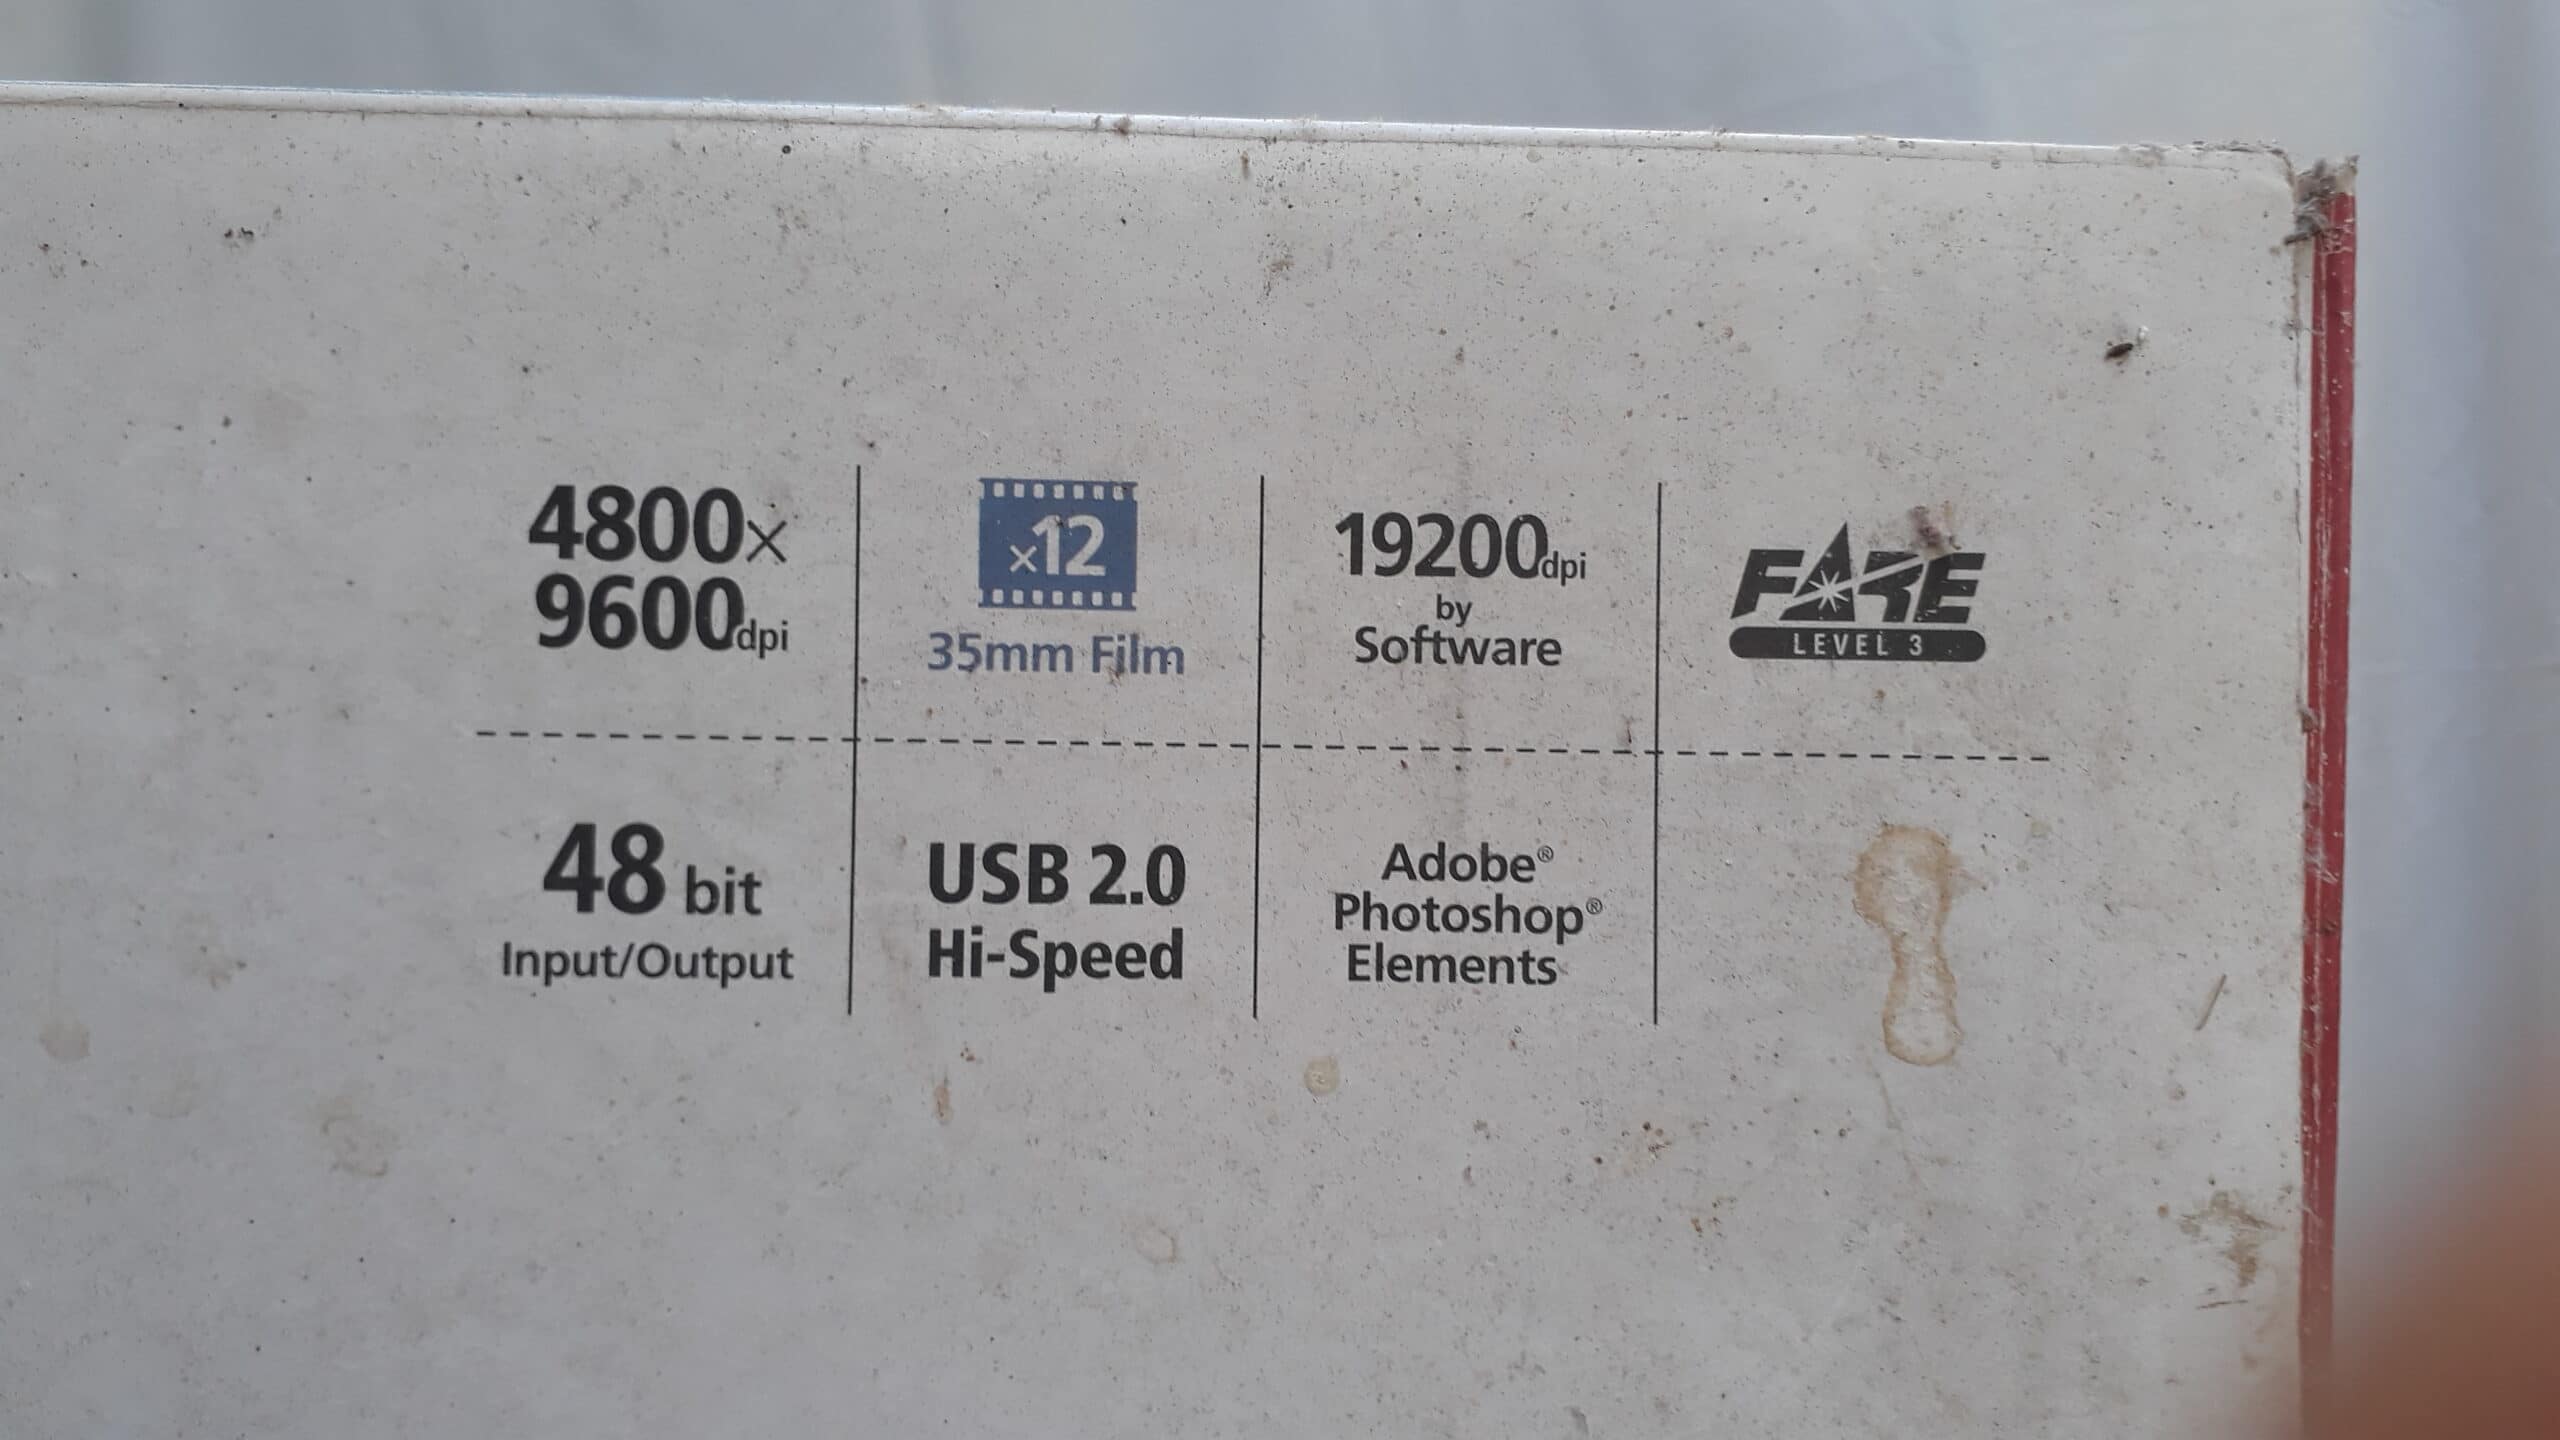 4800×
9600dpi
×12
35mm Film
19200dpi
by
Software
FARE
LEVEL 3
48 bit
Input/Output
USB 2.0
Hi-Speed
Adobe®
Photoshop®
Elements